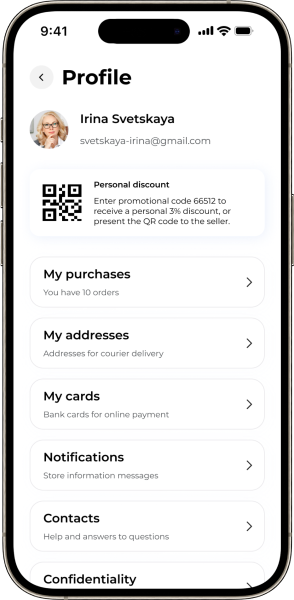 9:41
Profile
Irina Svetskaya
svetskaya-irina@gmail.com
Personal discount
Enter promotional code 66512 to
receive a personal 3% discount, or
present the QR code to the seller.
My purchases
You have 10 orders
My addresses
Addresses for courier delivery
My cards
Bank cards for online payment
Notifications
Store information messages
Contacts
Help and answers to questions
Confidentiality